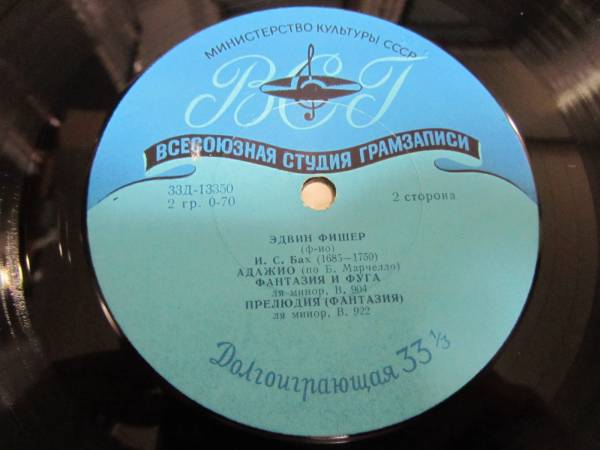 МИНИСТЕРСТВО КУЛЬТУРЫ СССР
ВСГ
ВСЕСОЮЗНАЯ СТУДИЯ ГРАМЗАПИСИ
33Д-13350
2 гр. 0-70
2 сторона
ЭДВИН ФИШЕР
(ф-но)
И. С. Бах (1685—1750)
АДАЖИО (по Б. Марчелло)
ФАНТАЗИЯ И ФУГА
ля минор, В. 904
ПРЕЛЮДИЯ (ФАНТАЗИЯ)
ля минор, В. 922
Долгоиграющая 33 1/3